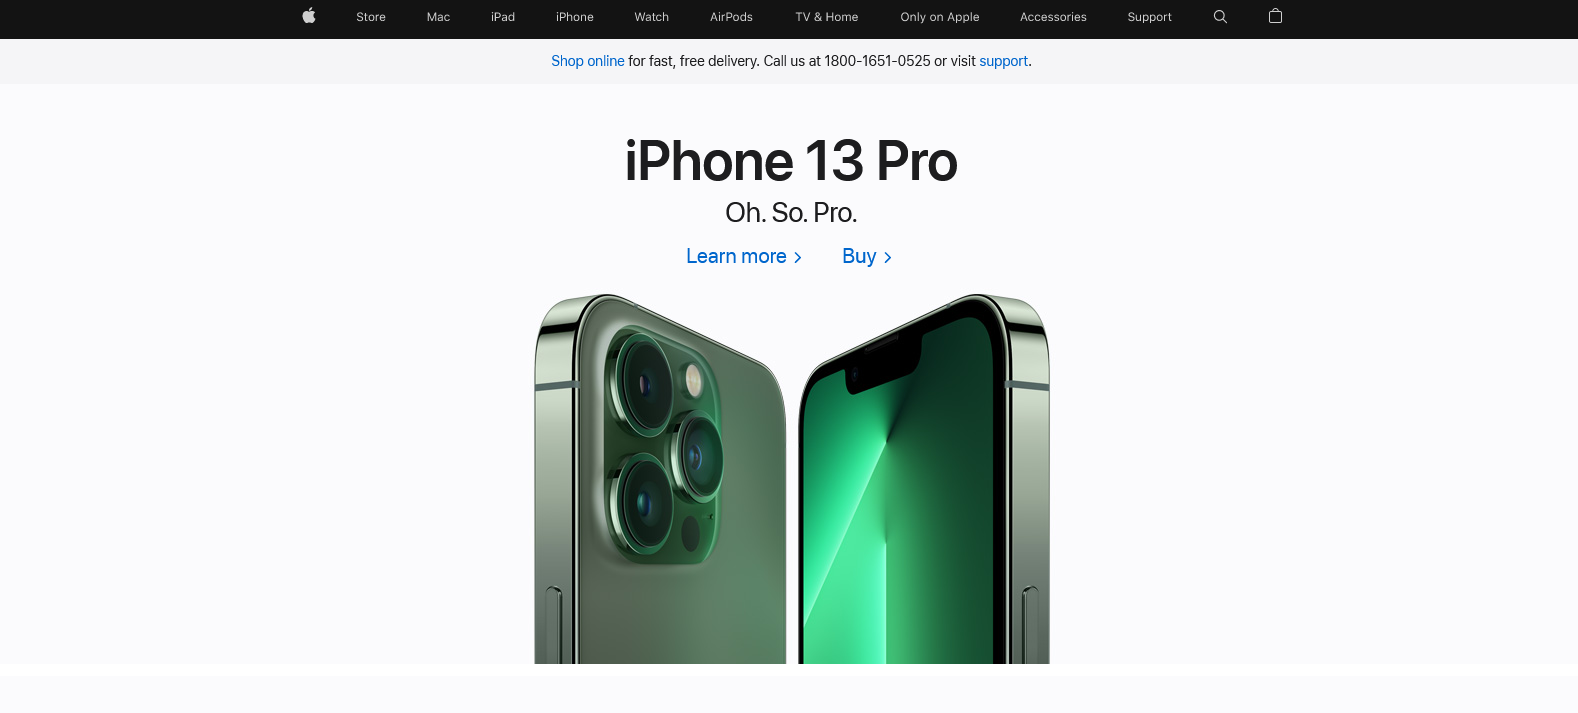 Store Mac iPad iPhone Watch AirPods TV & Home Only on Apple Accessories Support
Shop online for fast, free delivery. Call us at 1800-1651-0525 or visit support.
iPhone 13 Pro
Oh. So. Pro.
Learn more > Buy >